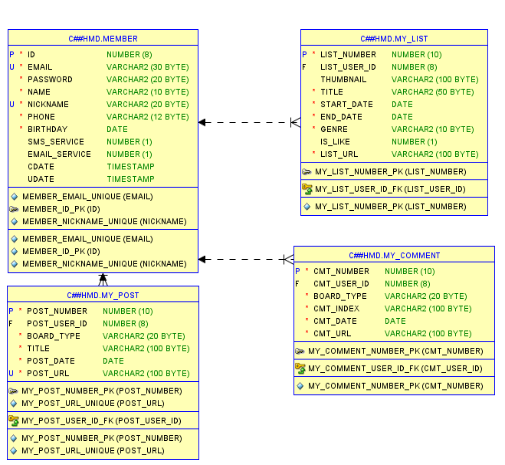 C##HMD.MEMBER
P * ID NUMBER (8)
U * EMAIL VARCHAR2 (30 BYTE)
* PASSWORD VARCHAR2 (20 BYTE)
* NAME VARCHAR2 (10 BYTE)
U * NICKNAME VARCHAR2 (20 BYTE)
* PHONE VARCHAR2 (12 BYTE)
* BIRTHDAY DATE
SMS_SERVICE NUMBER (1)
EMAIL_SERVICE NUMBER (1)
CDATE TIMESTAMP
UDATE TIMESTAMP
MEMBER_EMAIL_UNIQUE (EMAIL)
MEMBER_ID_PK (ID)
MEMBER_NICKNAME_UNIQUE (NICKNAME)
MEMBER_EMAIL_UNIQUE (EMAIL)
MEMBER_ID_PK (ID)
MEMBER_NICKNAME_UNIQUE (NICKNAME)
C##HMD.MY_LIST
P * LIST_NUMBER NUMBER (10)
F LIST_USER_ID NUMBER (8)
THUMBNAIL VARCHAR2 (100 BYTE)
* TITLE VARCHAR2 (50 BYTE)
* START_DATE DATE
* END_DATE DATE
* GENRE VARCHAR2 (10 BYTE)
IS_LIKE NUMBER (1)
* LIST_URL VARCHAR2 (100 BYTE)
MY_LIST_NUMBER_PK (LIST_NUMBER)
MY_LIST_USER_ID_FK (LIST_USER_ID)
MY_LIST_NUMBER_PK (LIST_NUMBER)
C##HMD.MY_POST
P * POST_NUMBER NUMBER (10)
F POST_USER_ID NUMBER (8)
* BOARD_TYPE VARCHAR2 (20 BYTE)
* TITLE VARCHAR2 (100 BYTE)
* POST_DATE DATE
U * POST_URL VARCHAR2 (100 BYTE)
MY_POST_NUMBER_PK (POST_NUMBER)
MY_POST_URL_UNIQUE (POST_URL)
MY_POST_USER_ID_FK (POST_USER_ID)
MY_POST_NUMBER_PK (POST_NUMBER)
MY_POST_URL_UNIQUE (POST_URL)
C##HMD.MY_COMMENT
P * CMT_NUMBER NUMBER (10)
F CMT_USER_ID NUMBER (8)
* BOARD_TYPE VARCHAR2 (20 BYTE)
* CMT_INDEX VARCHAR2 (100 BYTE)
* CMT_DATE DATE
* CMT_URL VARCHAR2 (100 BYTE)
MY_COMMENT_NUMBER_PK (CMT_NUMBER)
MY_COMMENT_USER_ID_FK (CMT_USER_ID)
MY_COMMENT_NUMBER_PK (CMT_NUMBER)